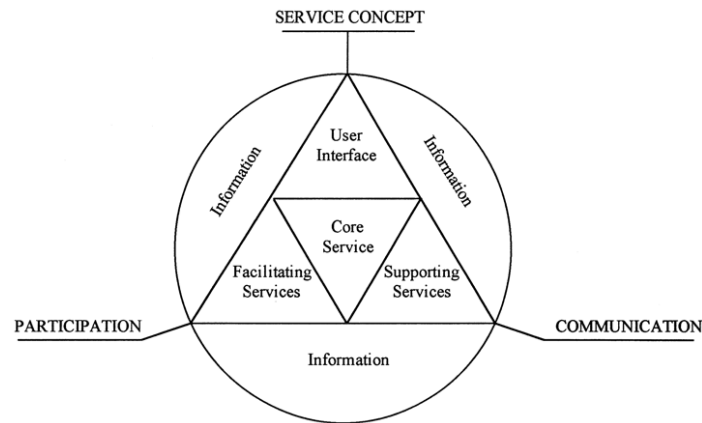 SERVICE CONCEPT
Information
Information
User
Interface
Core
Service
Facilitating
Services
Supporting
Services
PARTICIPATION
COMMUNICATION
Information